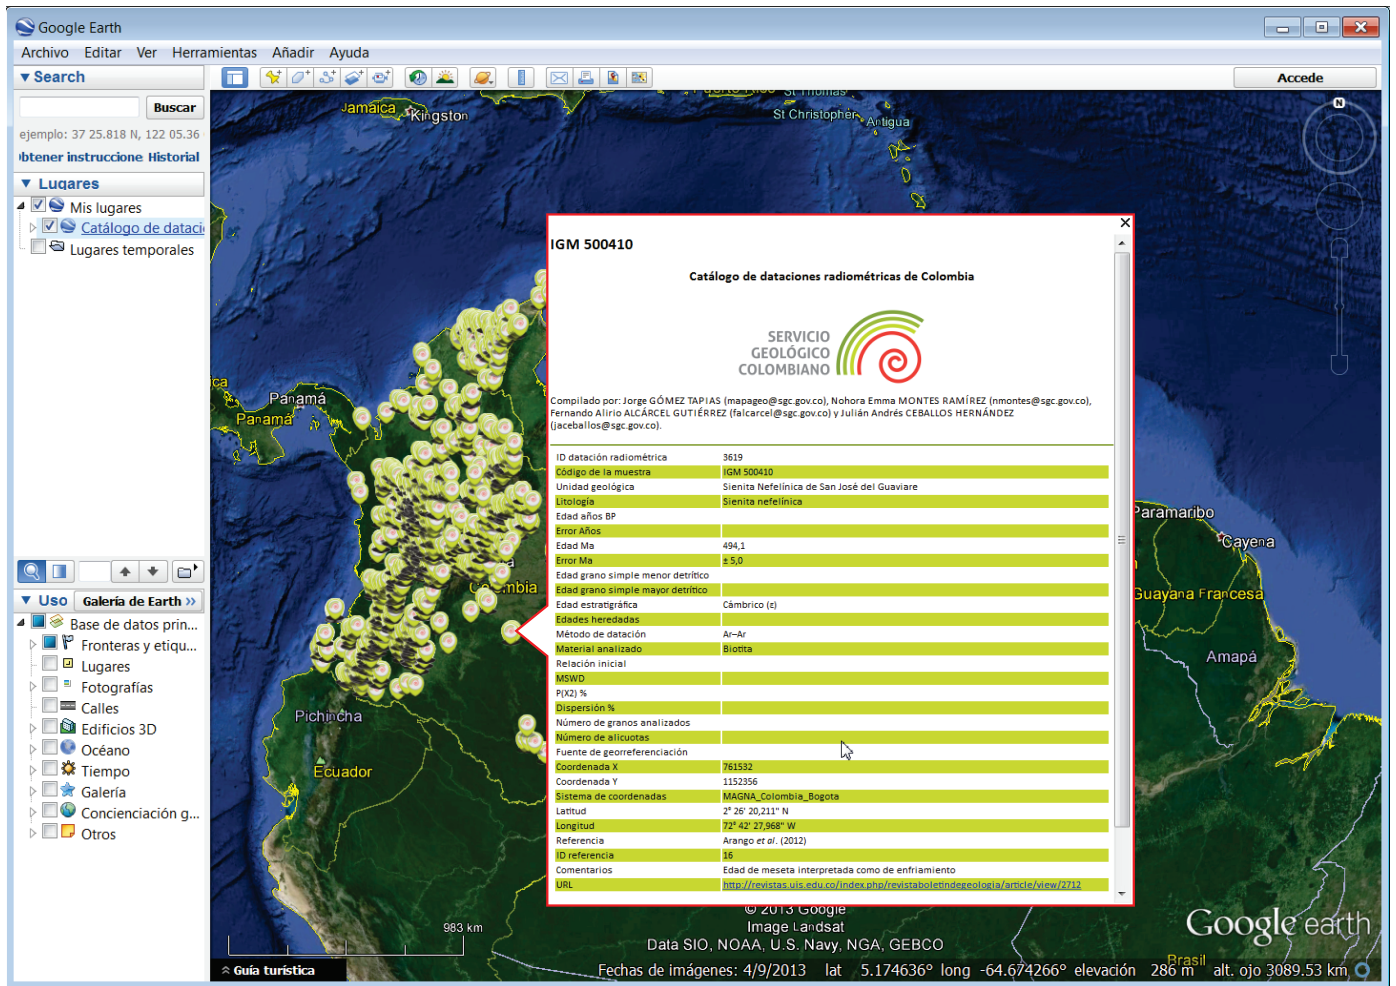 Google Earth
Archivo Editar Ver Herramientas Añadir Ayuda
Search
Accede
Buscar
ejemplo: 37 25.818 N, 122 05.36
Historial
Lugares
Mis lugares
Catálogo de dataci
Lugares temporales
Uso Galería de Earth »
Base de datos prin...
Fronteras y etiqu...
Lugares
Fotografías
Calles
Edificios 3D
Océano
Tiempo
Galería
Concienciación g...
Otros
Jamaica
Kingston
St Thomas
St Christopher
Antigua
Panamá
Panamá
Pichincha
Ecuador
Paramaribo
Cayena
Guayana Francesa
Amapá
Brasil
IGM 500410
Catálogo de dataciones radiométricas de Colombia
SERVICIO
GEOLÓGICO
COLOMBIANO
Compilado por: Jorge GÓMEZ TAPIAS (mapageo@sgc.gov.co), Nohora Emma MONTES RAMÍREZ (nmontes@sgc.gov.co),
Fernando Alirio ALCÁRCEL GUTIÉRREZ (falcarcel@sgc.gov.co) y Julián Andrés CEBALLOS HERNÁNDEZ
(jaceballos@sgc.gov.co).
ID datación radiométrica 3619
Código de la muestra IGM 500410
Unidad geológica Sienita Nefelínica de San José del Guaviare
Litología Sienita nefelínica
Edad años BP
Error Años
Edad Ma 494,1
Error Ma ± 5,0
Edad grano simple menor detrítico
Edad grano simple mayor detrítico
Edad estratigráfica Cámbrico (ε)
Edades heredadas
Método de datación Ar–Ar
Material analizado Biotita
Relación inicial
MSWD
P(X2) %
Dispersión %
Número de granos analizados
Número de alicuotas
Fuente de georreferenciación
Coordenada X 761532
Coordenada Y 1152356
Sistema de coordenadas MAGNA_Colombia_Bogota
Latitud 2° 26' 20,211" N
Longitud 72° 42' 27,968" W
Referencia Arango et al. (2012)
ID referencia 16
Comentarios Edad de meseta interpretada como de enfriamiento
URL http://revistas.uis.edu.co/index.php/revistaboletindegeologia/article/view/2712
983 km
© 2013 Google
Image Landsat
Data SIO, NOAA, U.S. Navy, NGA, GEBCO
Google earth
Guía turística
Fechas de imágenes: 4/9/2013 lat 5.174636° long -64.674266° elevación 286 m alt. ojo 3089.53 km